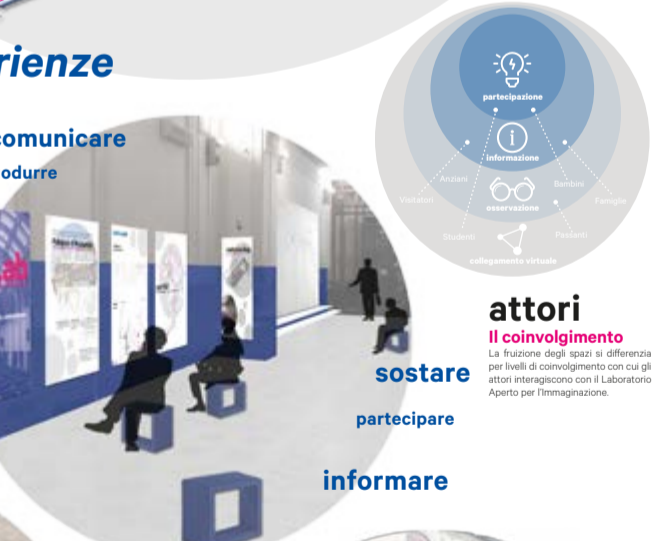 rienze
comunicare
odurre
partecipazione
informazione
Anziani
Bambini
Visitatori
osservazione
Famiglie
Studenti
Passanti
collegamento virtuale
attori
Il coinvolgimento
La fruizione degli spazi si differenzia
per livelli di coinvolgimento con cui gli
attori interagiscono con il Laboratorio
Aperto per l'Immaginazione.
sostare
partecipare
informare